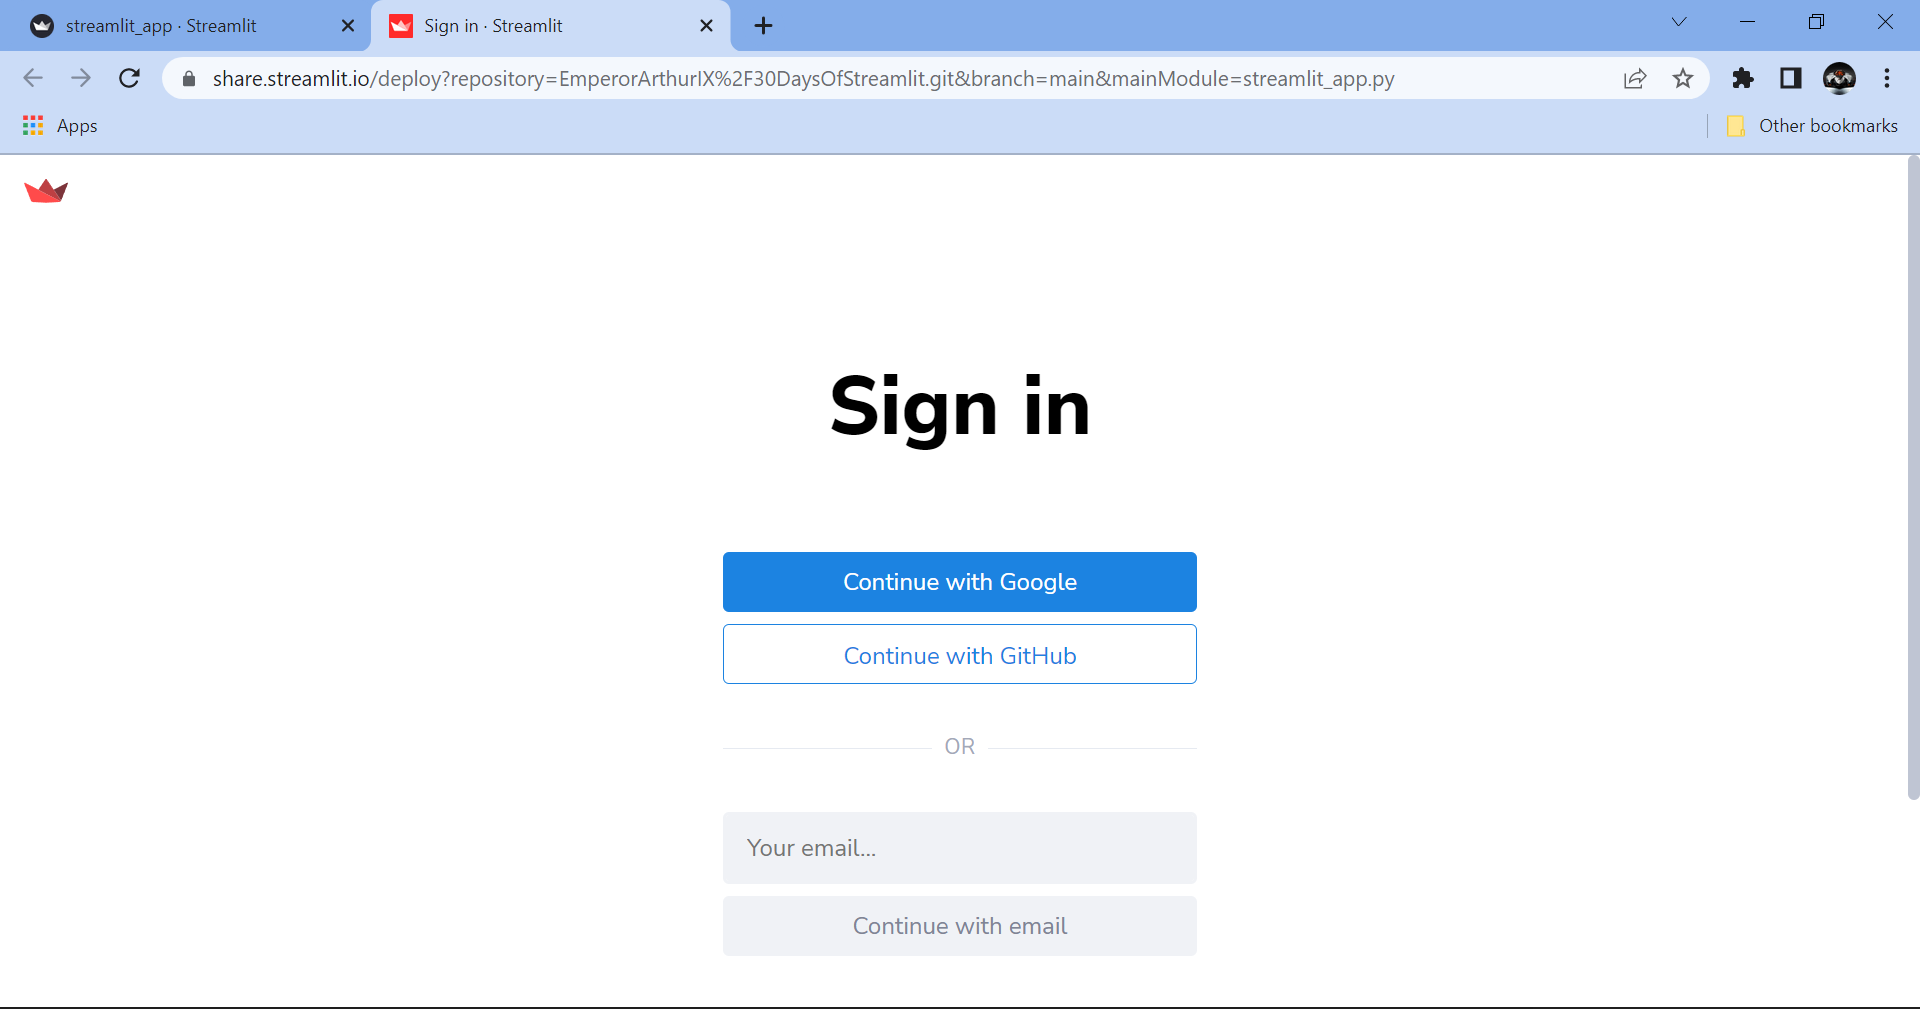 streamlit_app · Streamlit
Sign in · Streamlit
share.streamlit.io/deploy?repository=EmperorArthurIX%2F30DaysOfStreamlit.git&branch=main&mainModule=streamlit_app.py
Apps
Other bookmarks
Sign in
Continue with Google
Continue with GitHub
OR
Your email...
Continue with email